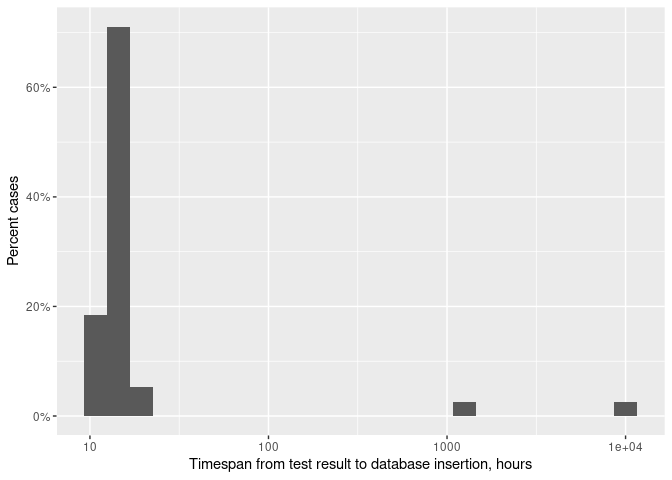 60%
40%
20%
0%
Percent cases
10
100
1000
1e+04
Timespan from test result to database insertion, hours